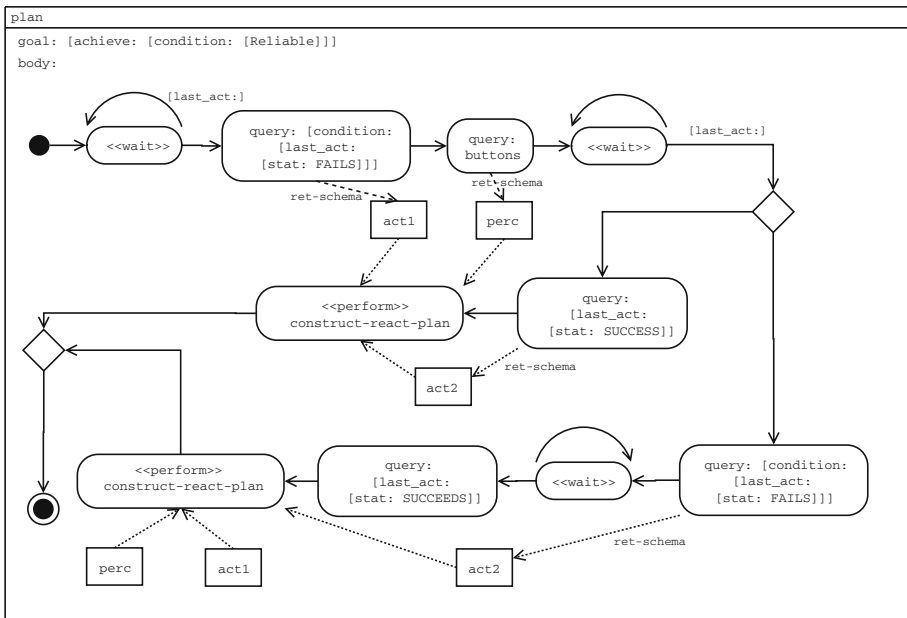 plan
goal: [achieve: [condition: [Reliable]]]
body:
[last_act:]
<<wait>>
query: [condition:
[last_act:
[stat: FAILS]]]
query:
buttons
<<wait>>
[last_act:]
ret-schema
ret-schema
act1
perc
<<perform>>
construct-react-plan
query:
[last_act:
[stat: SUCCESS]]
ret-schema
act2
<<perform>>
construct-react-plan
query:
[last_act:
[stat: SUCCEEDS]]
<<wait>>
query: [condition:
[last_act:
[stat: FAILS]]]
ret-schema
perc
act1
act2